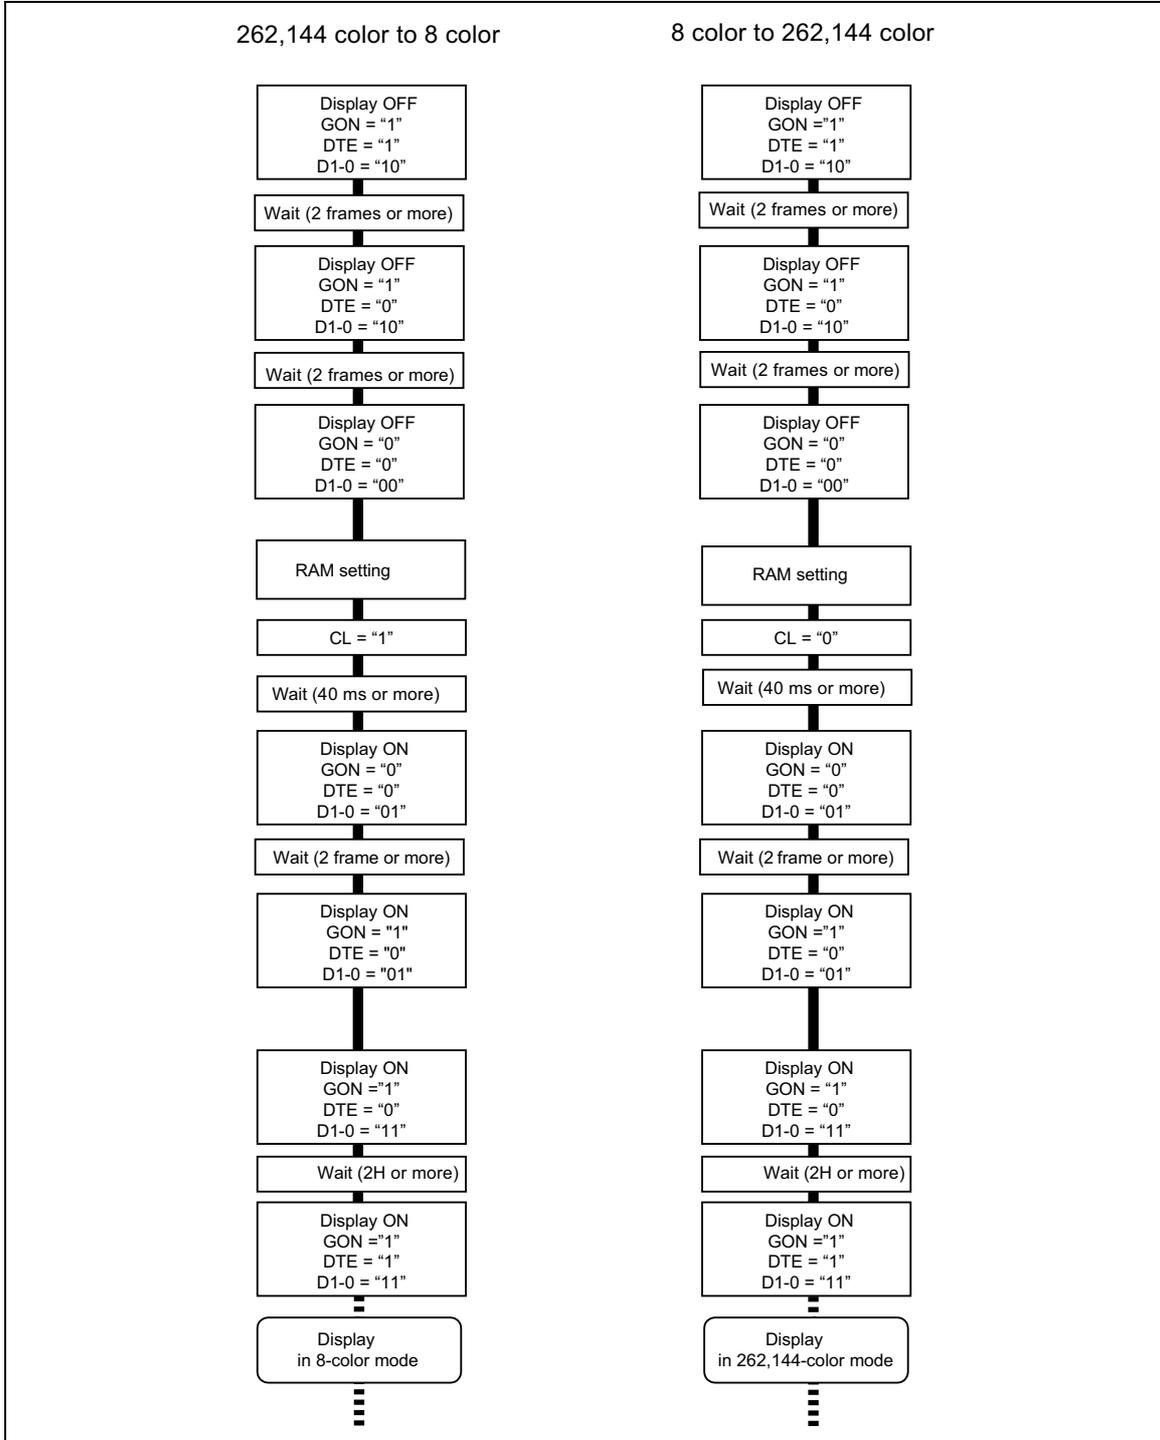 262,144 color to 8 color
Display OFF
GON = “1”
DTE = “1”
D1-0 = “10”
Wait (2 frames or more)
Display OFF
GON = “1”
DTE = “0”
D1-0 = “10”
Wait (2 frames or more)
Display OFF
GON = “0”
DTE = “0”
D1-0 = “00”
RAM setting
CL = “1”
Wait (40 ms or more)
Display ON
GON = “0”
DTE = “0”
D1-0 = “01”
Wait (2 frame or more)
Display ON
GON = "1"
DTE = "0"
D1-0 = "01"
Display ON
GON =”1”
DTE = “0”
D1-0 = “11”
Wait (2H or more)
Display ON
GON =”1”
DTE = “1”
D1-0 = “11”
Display
in 8-color mode
8 color to 262,144 color
Display OFF
GON =”1”
DTE = “1”
D1-0 = “10”
Wait (2 frames or more)
Display OFF
GON = “1”
DTE = “0”
D1-0 = “10”
Wait (2 frames or more)
Display OFF
GON = “0”
DTE = “0”
D1-0 = “00”
RAM setting
CL = “0”
Wait (40 ms or more)
Display ON
GON = “0”
DTE = “0”
D1-0 = “01”
Wait (2 frame or more)
Display ON
GON =”1”
DTE = “0”
D1-0 = “01”
Display ON
GON = “1”
DTE = “0”
D1-0 = “11”
Wait (2H or more)
Display ON
GON =”1”
DTE = “1”
D1-0 = “11”
Display
in 262,144-color mode